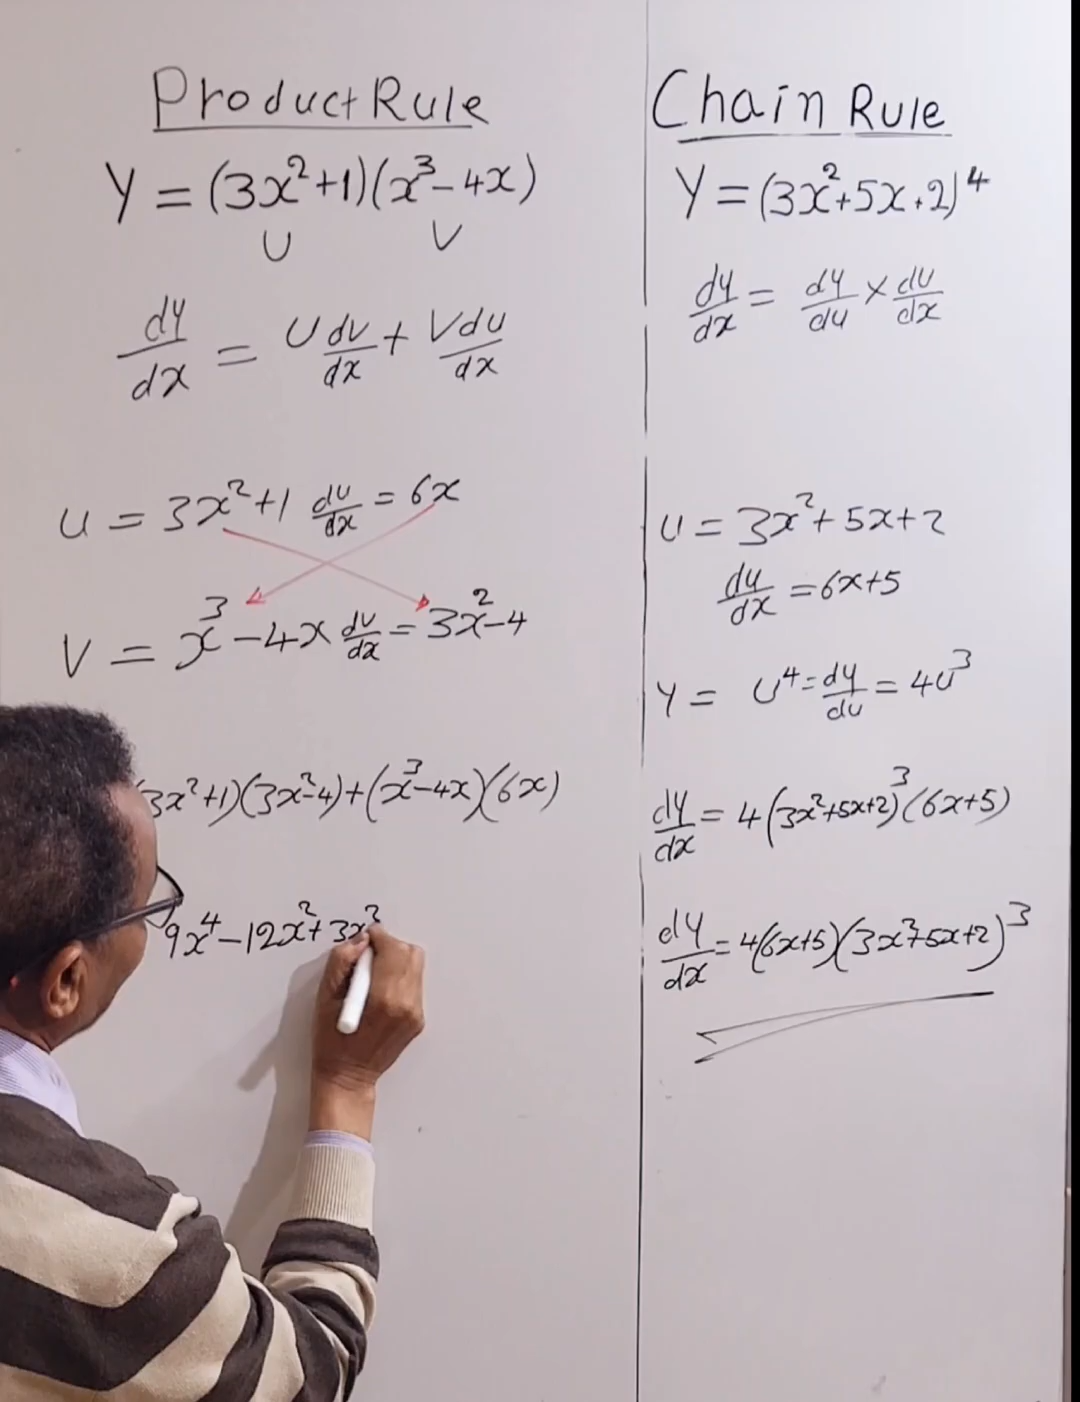 Product Rule
Y = (3x²+1)(x³-4x)
U V
dy/dx = U dv/dx + V du/dx
U = 3x²+1 du/dx = 6x
V = x³-4x dv/dx = 3x²-4
(3x²+1)(3x²-4)+(x³-4x)(6x)
9x⁴-12x²+3x²
Chain Rule
Y = (3x²+5x+2)⁴
dy/dx = dy/du × du/dx
U = 3x²+5x+2
du/dx = 6x+5
Y = U⁴ = dy/du = 4U³
dy/dx = 4(3x²+5x+2)³(6x+5)
dy/dx = 4(6x+5)(3x²+5x+2)³